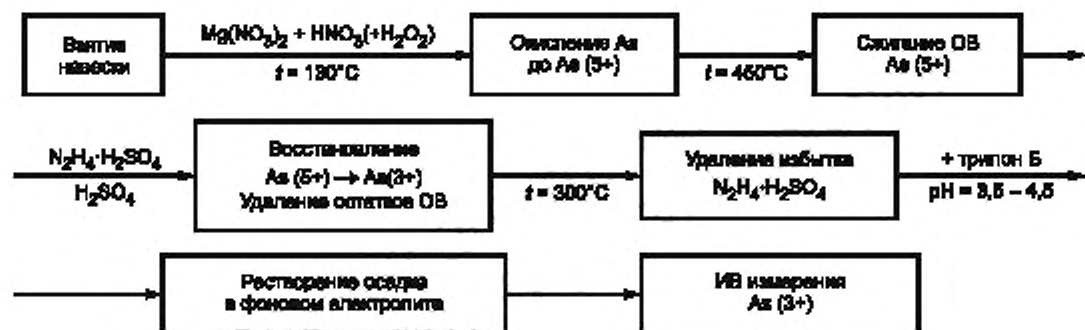 Взятие
навески
Mg(NO₃)₂ + HNO₃(+H₂O₂)
t = 130°C
Окисление As
до As (5+)
t = 450°C
Сжигание ОВ
As (5+)
N₂H₄·H₂SO₄
H₂SO₄
Восстановление
As (5+) → As(3+)
Удаление остатков ОВ
t = 300°C
Удаление избытка
N₂H₄·H₂SO₄
+ трилон Б
pH = 3,5 – 4,5
Растворение осадка
в фоновом электролите
ИВ измерения
As (3+)